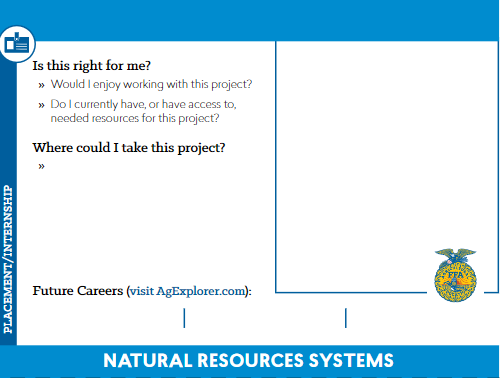 Is this right for me?
» Would I enjoy working with this project?
» Do I currently have, or have access to,
needed resources for this project?
Where could I take this project?
»
PLACEMENT/INTERNSHIP
Future Careers (visit AgExplorer.com):
FFA
NATURAL RESOURCES SYSTEMS